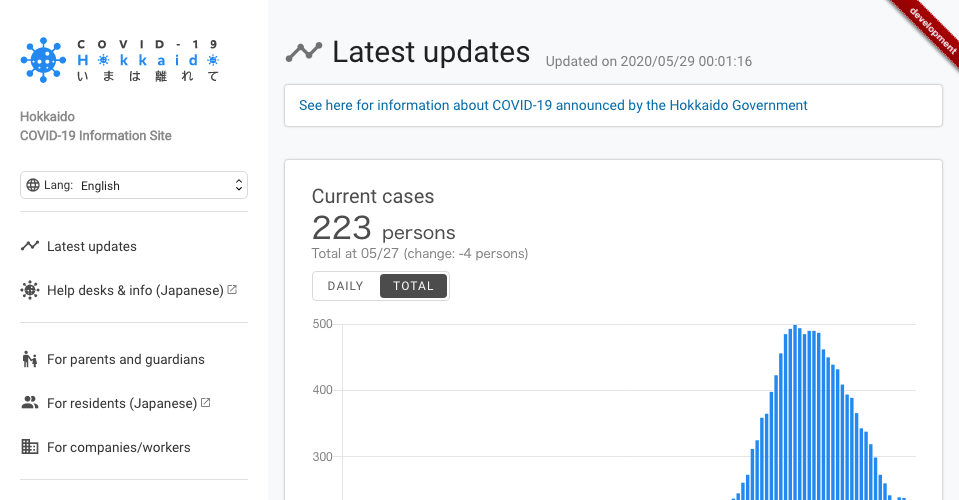 COVID-19
Hokkaido
いまは離れて
Hokkaido
COVID-19 Information Site
Lang: English
Latest updates
Help desks & info (Japanese)
For parents and guardians
For residents (Japanese)
For companies/workers
development
Latest updates Updated on 2020/05/29 00:01:16
See here for information about COVID-19 announced by the Hokkaido Government
Current cases
223 persons
Total at 05/27 (change: -4 persons)
DAILY TOTAL
500
400
300